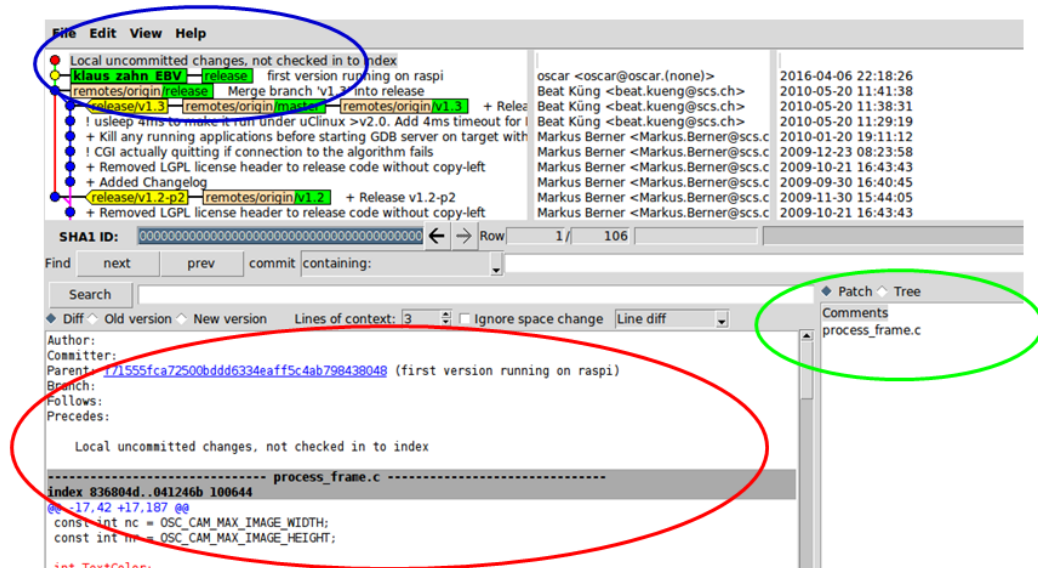 File Edit View Help
Local uncommitted changes, not checked in to index
klaus_zahn_EBV release first version running on raspi oscar <oscar@oscar.(none)> 2016-04-06 22:18:26
remotes/origin/release Merge branch 'v1.3' into release Beat Küng <beat.kueng@scs.ch> 2010-05-20 11:41:38
release/v1.3 remotes/origin/master remotes/origin/v1.3 + Relea Beat Küng <beat.kueng@scs.ch> 2010-05-20 11:38:31
! usleep 4ms to make it run under uClinux >v2.0. Add 4ms timeout for I Beat Küng <beat.kueng@scs.ch> 2010-05-20 11:29:19
+ Kill any running applications before starting GDB server on target with Markus Berner <Markus.Berner@scs.c 2010-01-20 19:11:12
! CGI actually quitting if connection to the algorithm fails Markus Berner <Markus.Berner@scs.c 2009-12-23 08:23:58
+ Removed LGPL license header to release code without copy-left Markus Berner <Markus.Berner@scs.c 2009-10-21 16:43:43
+ Added Changelog Markus Berner <Markus.Berner@scs.c 2009-09-30 16:40:45
release/v1.2-p2 remotes/origin/v1.2 + Release v1.2-p2 Markus Berner <Markus.Berner@scs.c 2009-11-30 15:44:05
+ Removed LGPL license header to release code without copy-left Markus Berner <Markus.Berner@scs.c 2009-10-21 16:43:43
SHA1 ID: 0000000000000000000000000000000000000000 Row 1/ 106
Find next prev commit containing:
Search
Patch Tree
Diff Old version New version Lines of context: 3 Ignore space change Line diff
Comments
process_frame.c
Author:
Committer:
Parent: f71555fca72500bddd6334eaff5c4ab798438048 (first version running on raspi)
Branch:
Follows:
Precedes:
Local uncommitted changes, not checked in to index
------------------------------ process_frame.c ------------------------------
index 836804d..041246b 100644
@@ -17,42 +17,187 @@
const int nc = OSC_CAM_MAX_IMAGE_WIDTH;
const int nr = OSC_CAM_MAX_IMAGE_HEIGHT;
int TextColor;